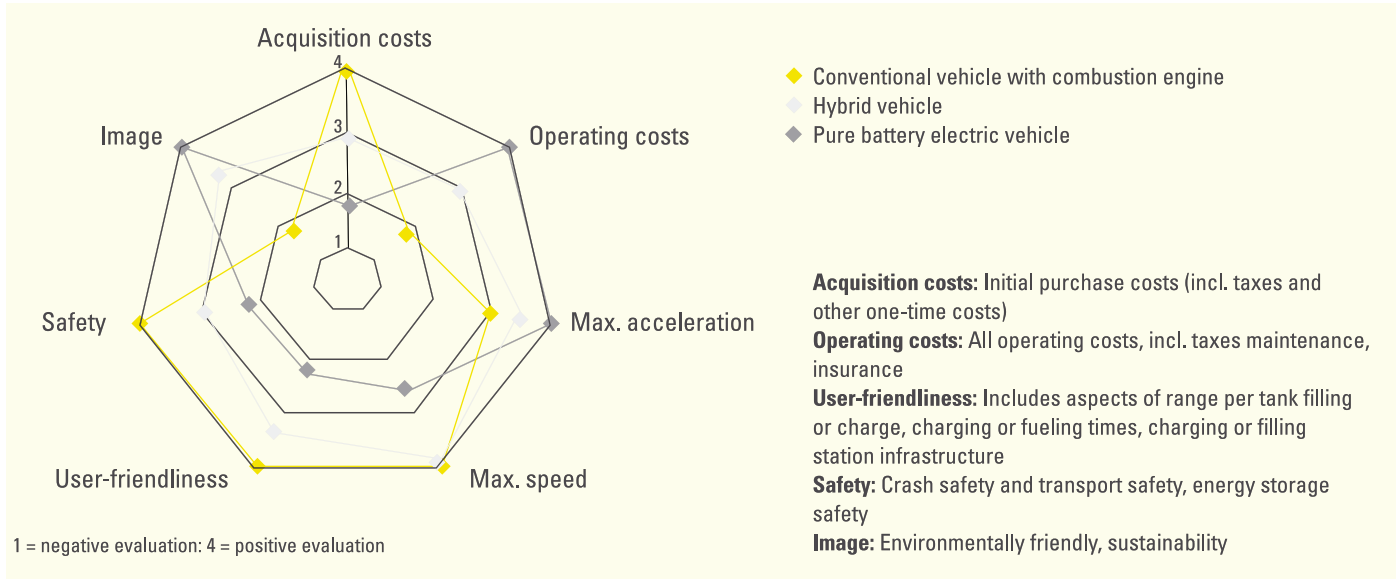 Acquisition costs
4
3
2
1
Image
Operating costs
Safety
Max. acceleration
User-friendliness
Max. speed
1 = negative evaluation: 4 = positive evaluation
Conventional vehicle with combustion engine
Hybrid vehicle
Pure battery electric vehicle
Acquisition costs: Initial purchase costs (incl. taxes and
other one-time costs)
Operating costs: All operating costs, incl. taxes maintenance,
insurance
User-friendliness: Includes aspects of range per tank filling
or charge, charging or fueling times, charging or filling
station infrastructure
Safety: Crash safety and transport safety, energy storage
safety
Image: Environmentally friendly, sustainability